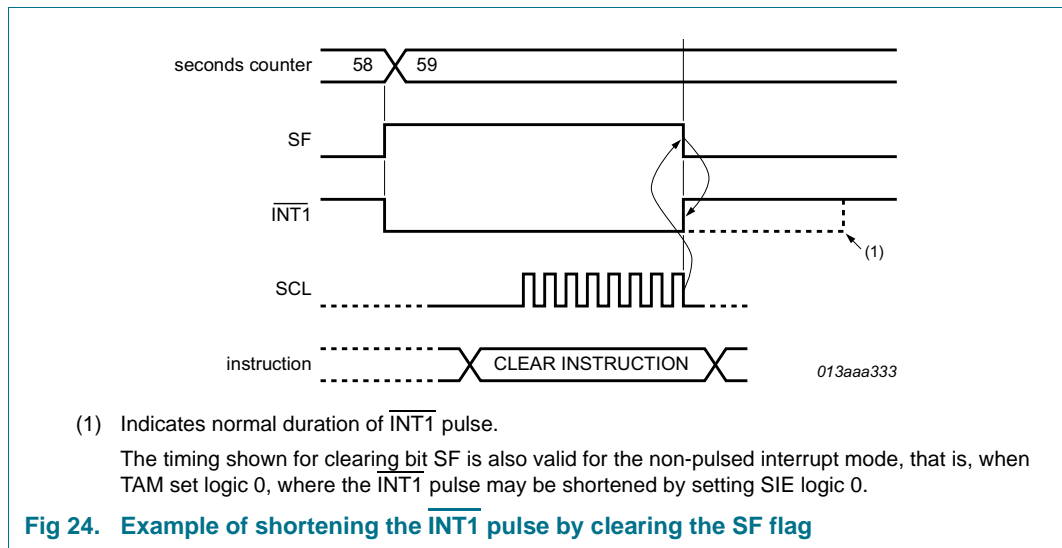 seconds counter 58 59
SF
INT1
(1)
SCL
instruction CLEAR INSTRUCTION 013aaa333
(1) Indicates normal duration of INT1 pulse.
The timing shown for clearing bit SF is also valid for the non-pulsed interrupt mode, that is, when
TAM set logic 0, where the INT1 pulse may be shortened by setting SIE logic 0.
Fig 24. Example of shortening the INT1 pulse by clearing the SF flag